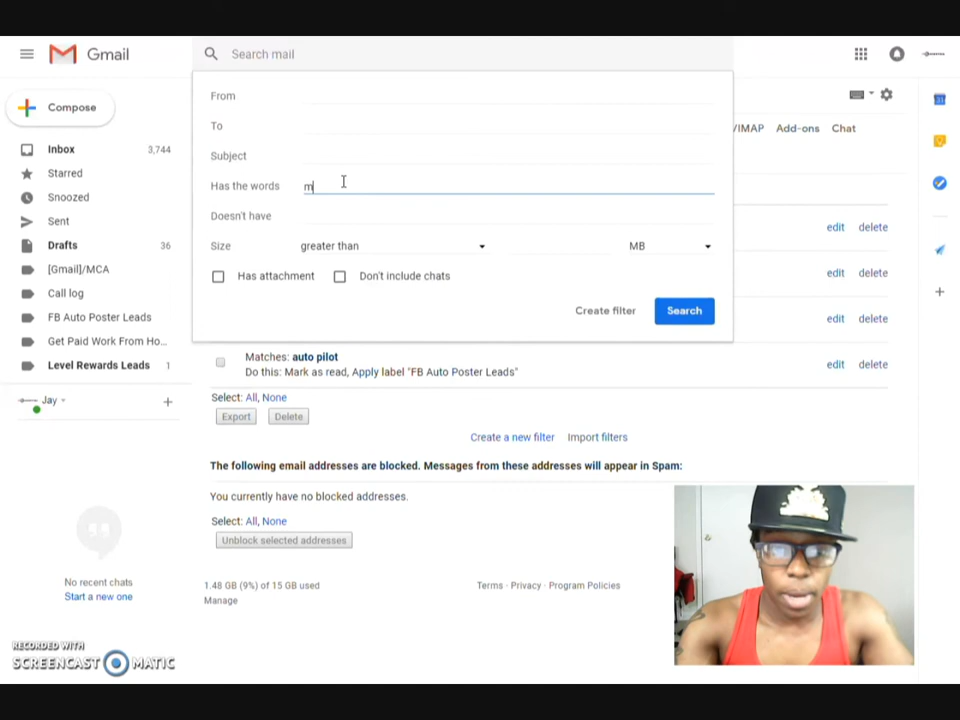 Gmail
Search mail
Compose
Inbox 3,744
Starred
Snoozed
Sent
Drafts 36
[Gmail]/MCA
Call log
FB Auto Poster Leads
Get Paid Work From Ho...
Level Rewards Leads 1
Jay
No recent chats
Start a new one
From
To
Subject
Has the words m
Doesn't have
Size greater than MB
Has attachment Don't include chats
Create filter Search
/IMAP Add-ons Chat
edit delete
edit delete
edit delete
Matches: auto pilot
edit delete
Do this: Mark as read, Apply label "FB Auto Poster Leads"
Select: All, None
Export Delete
Create a new filter Import filters
The following email addresses are blocked. Messages from these addresses will appear in Spam:
You currently have no blocked addresses.
Select: All, None
Unblock selected addresses
1.48 GB (9%) of 15 GB used
Manage
Terms · Privacy · Program Policies
31
RECORDED WITH
SCREENCAST MATIC